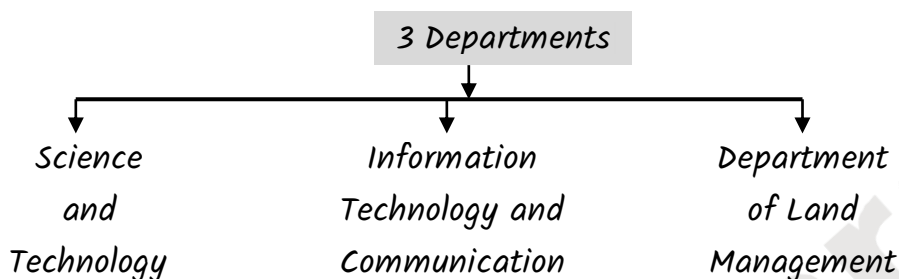 3 Departments
Science
and
Technology
Information
Technology and
Communication
Department
of Land
Management